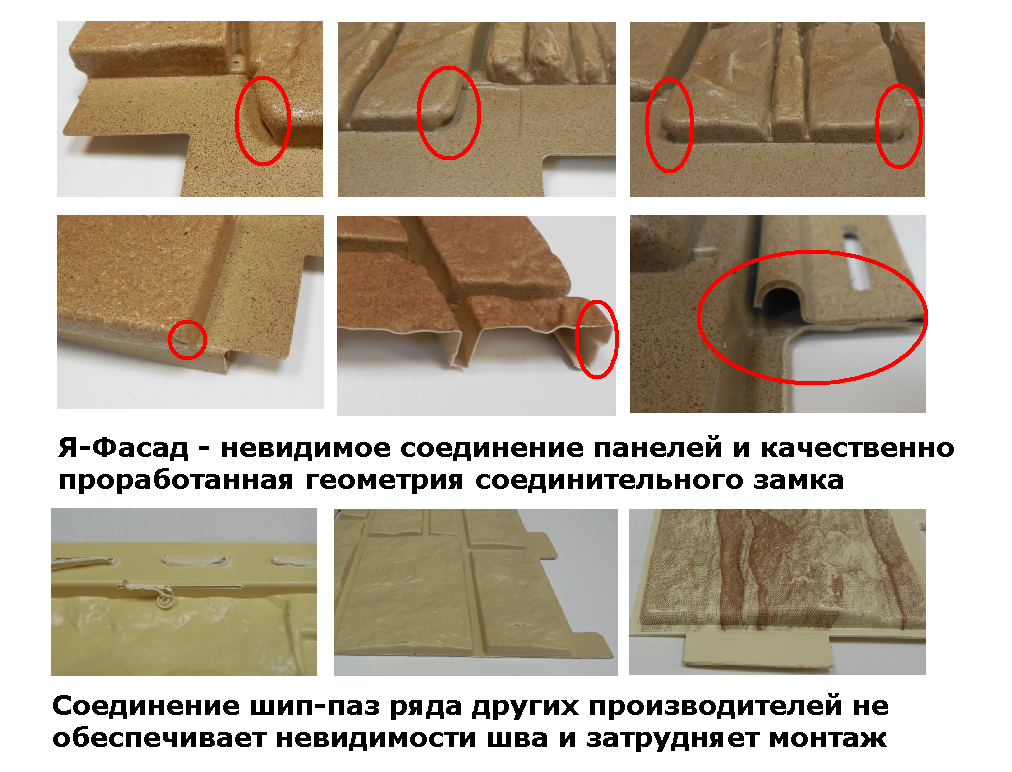 Я-Фасад - невидимое соединение панелей и качественно
проработанная геометрия соединительного замка
Соединение шип-паз ряда других производителей не
обеспечивает невидимости шва и затрудняет монтаж